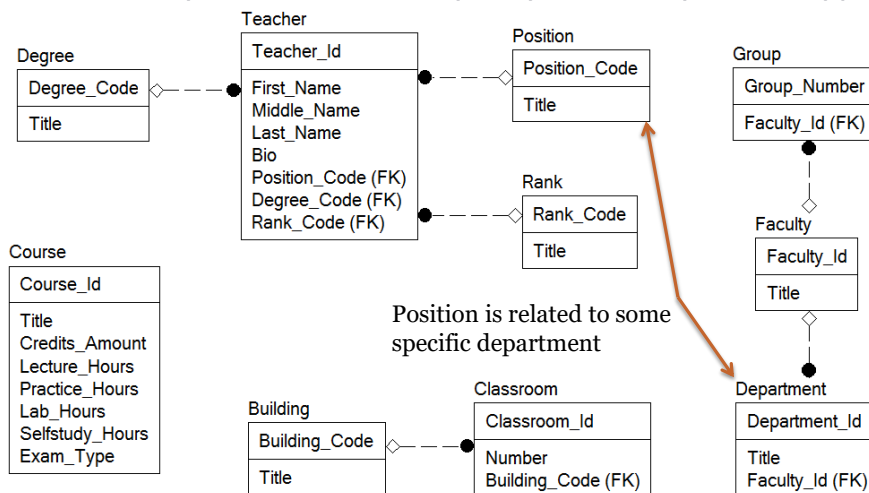 Teacher
Teacher_Id
First_Name
Middle_Name
Last_Name
Bio
Position_Code (FK)
Degree_Code (FK)
Rank_Code (FK)
Degree
Degree_Code
Title
Position
Position_Code
Title
Group
Group_Number
Faculty_Id (FK)
Rank
Rank_Code
Title
Faculty
Faculty_Id
Title
Course
Course_Id
Title
Credits_Amount
Lecture_Hours
Practice_Hours
Lab_Hours
Selfstudy_Hours
Exam_Type
Position is related to some
specific department
Building
Building_Code
Title
Classroom
Classroom_Id
Number
Building_Code (FK)
Department
Department_Id
Title
Faculty_Id (FK)